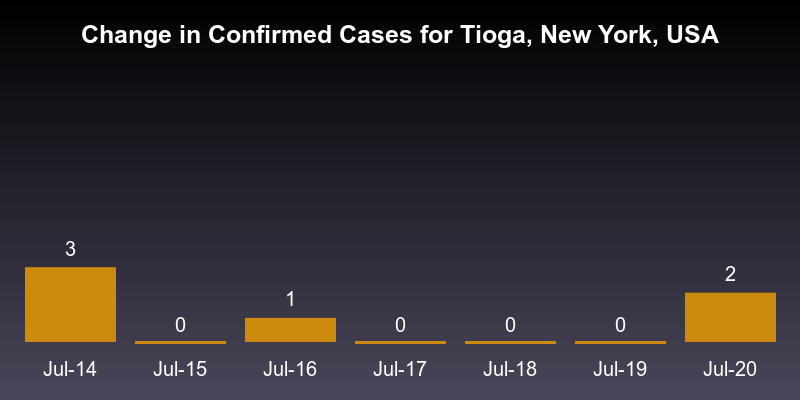 Change in Confirmed Cases for Tioga, New York, USA
3 0 1 0 0 0 2
Jul-14 Jul-15 Jul-16 Jul-17 Jul-18 Jul-19 Jul-20